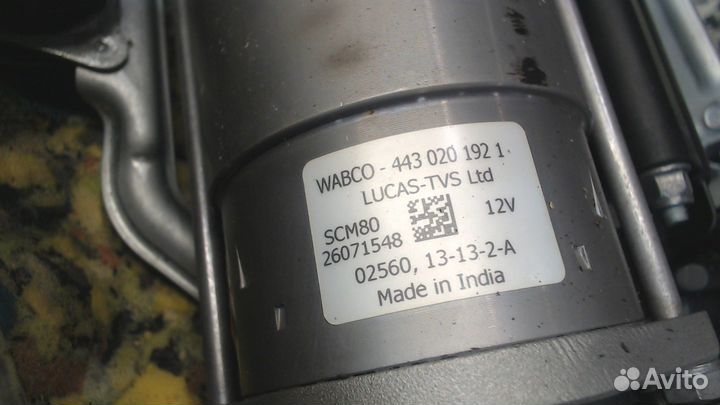 WABCO - 443 020 192 1
LUCAS-TVS Ltd
SCM80
12V
26071548
02560, 13-13-2-A
Made in India
Avito